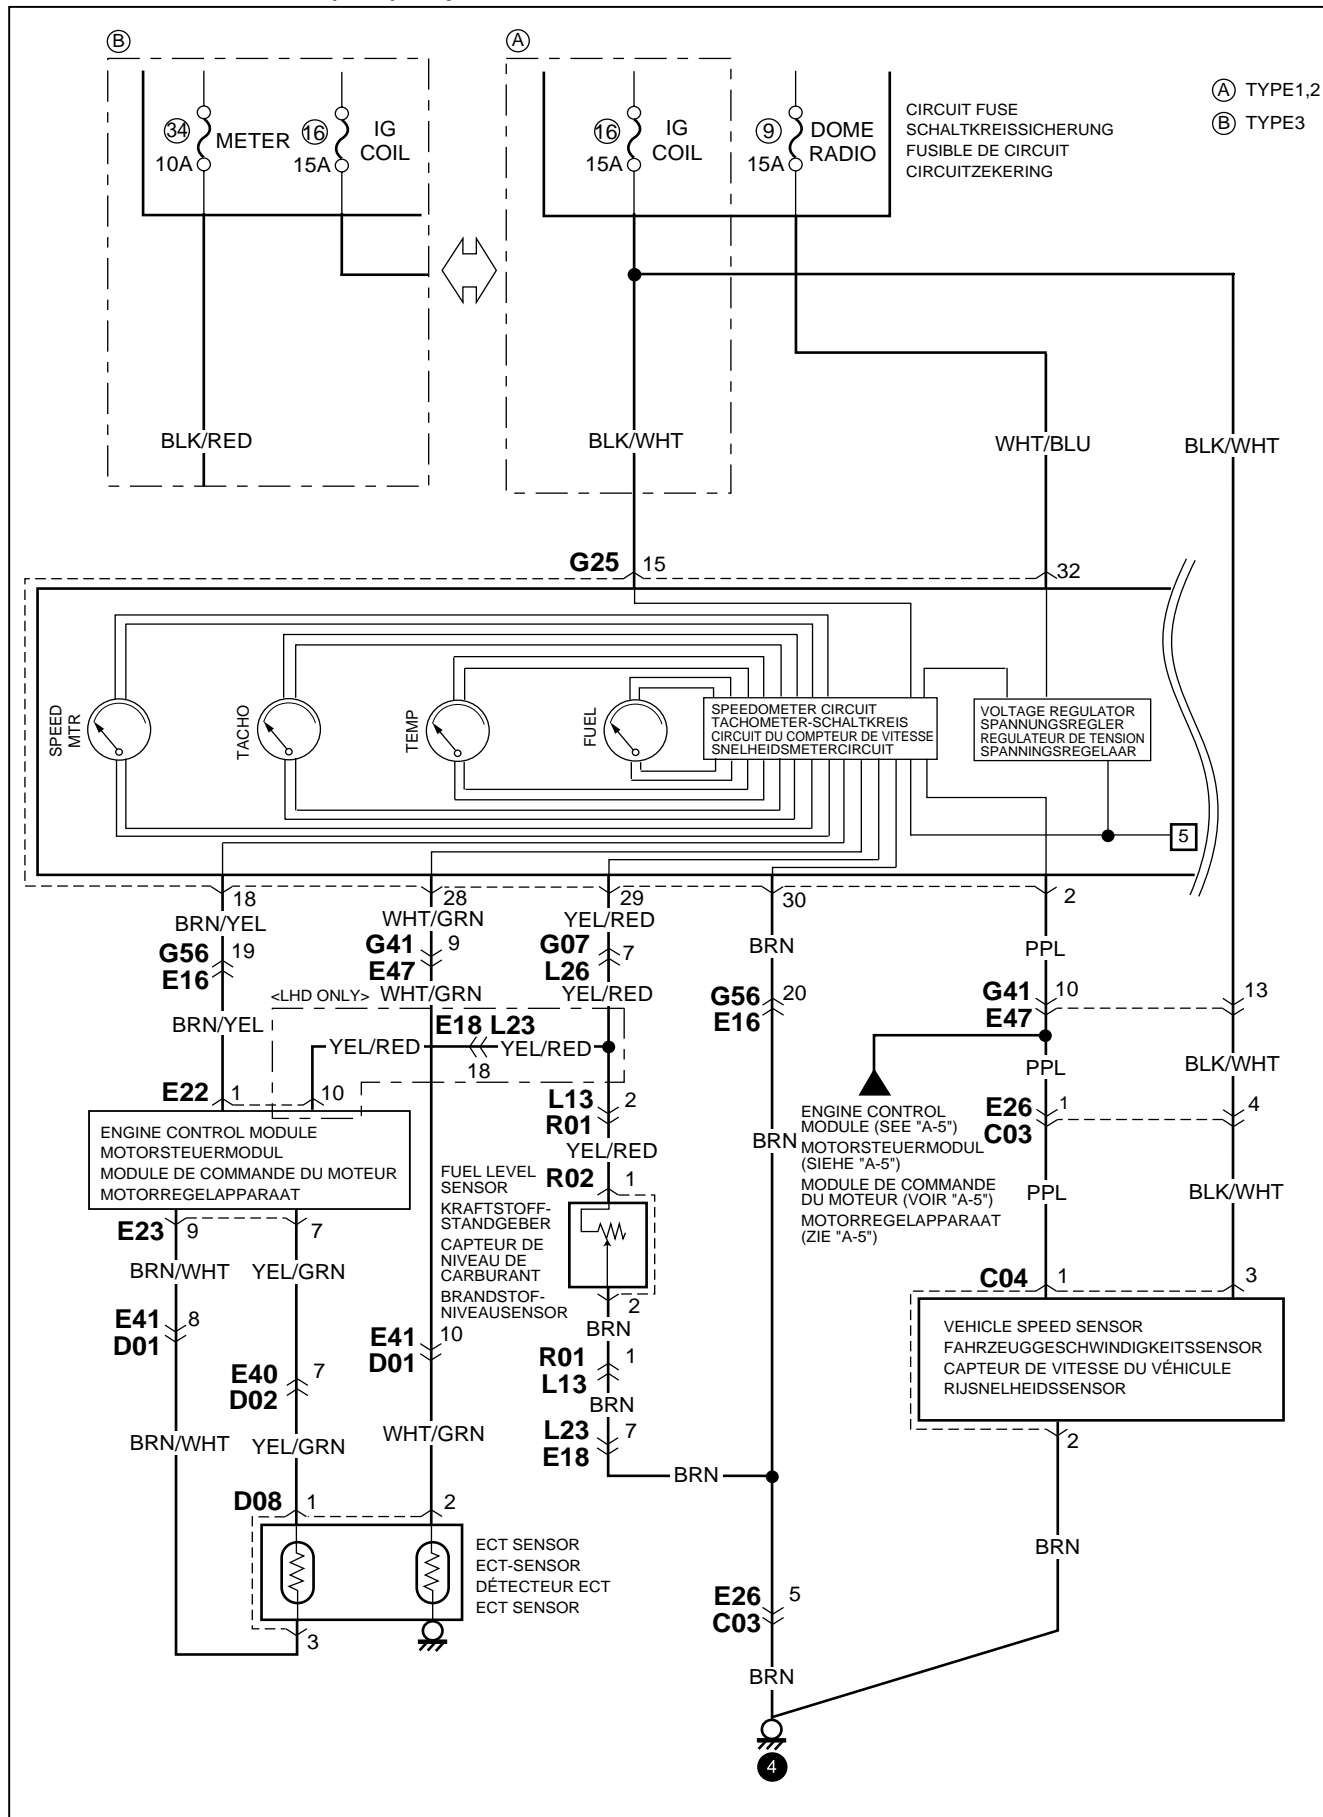 B
A
34
10A
METER
16
15A
IG
COIL
16
15A
IG
COIL
9
15A
DOME
RADIO
CIRCUIT FUSE
SCHALTKREISSICHERUNG
FUSIBLE DE CIRCUIT
CIRCUITZEKERING
A TYPE1,2
B TYPE3
BLK/RED
BLK/WHT
WHT/BLU
BLK/WHT
G25 15
32
SPEED
MTR
TACHO
TEMP
FUEL
SPEEDOMETER CIRCUIT
TACHOMETER-SCHALTKREIS
CIRCUIT DU COMPTEUR DE VITESSE
SNELHEIDSMETERCIRCUIT
VOLTAGE REGULATOR
SPANNUNGSREGLER
REGULATEUR DE TENSION
SPANNINGSREGELAAR
5
18
28
29
30
2
BRN/YEL
WHT/GRN
YEL/RED
BRN
PPL
G56 19
E16
G41 9
E47
G07 7
L26
G56 20
E16
G41 10
E47
13
<LHD ONLY>
WHT/GRN
YEL/RED
BRN/YEL
E18 L23
YEL/RED
YEL/RED
18
PPL
BLK/WHT
E22 1
10
L13 2
R01
ENGINE CONTROL
MODULE (SEE "A-5")
MOTORSTEUERMODUL
(SIEHE "A-5")
MODULE DE COMMANDE
DU MOTEUR (VOIR "A-5")
MOTORREGELAPPARAAT
(ZIE "A-5")
E26 1
C03
4
ENGINE CONTROL MODULE
MOTORSTEUERMODUL
MODULE DE COMMANDE DU MOTEUR
MOTORREGELAPPARAAT
YEL/RED
BRN
FUEL LEVEL
SENSOR
KRAFTSTOFF-
STANDGEBER
CAPTEUR DE
NIVEAU DE
CARBURANT
BRANDSTOF-
NIVEAUSENSOR
R02 1
PPL
BLK/WHT
E23 9
7
BRN/WHT
YEL/GRN
C04 1
3
2
BRN
E41 8
D01
E41 10
D01
VEHICLE SPEED SENSOR
FAHRZEUGGESCHWINDIGKEITSSENSOR
CAPTEUR DE VITESSE DU VÉHICULE
RIJSNELHEIDSSENSOR
R01 1
L13
E40 7
D02
BRN
BRN/WHT
YEL/GRN
WHT/GRN
L23 7
E18
2
BRN
D08 1
2
ECT SENSOR
ECT-SENSOR
DÉTECTEUR ECT
ECT SENSOR
BRN
E26 5
C03
3
BRN
4